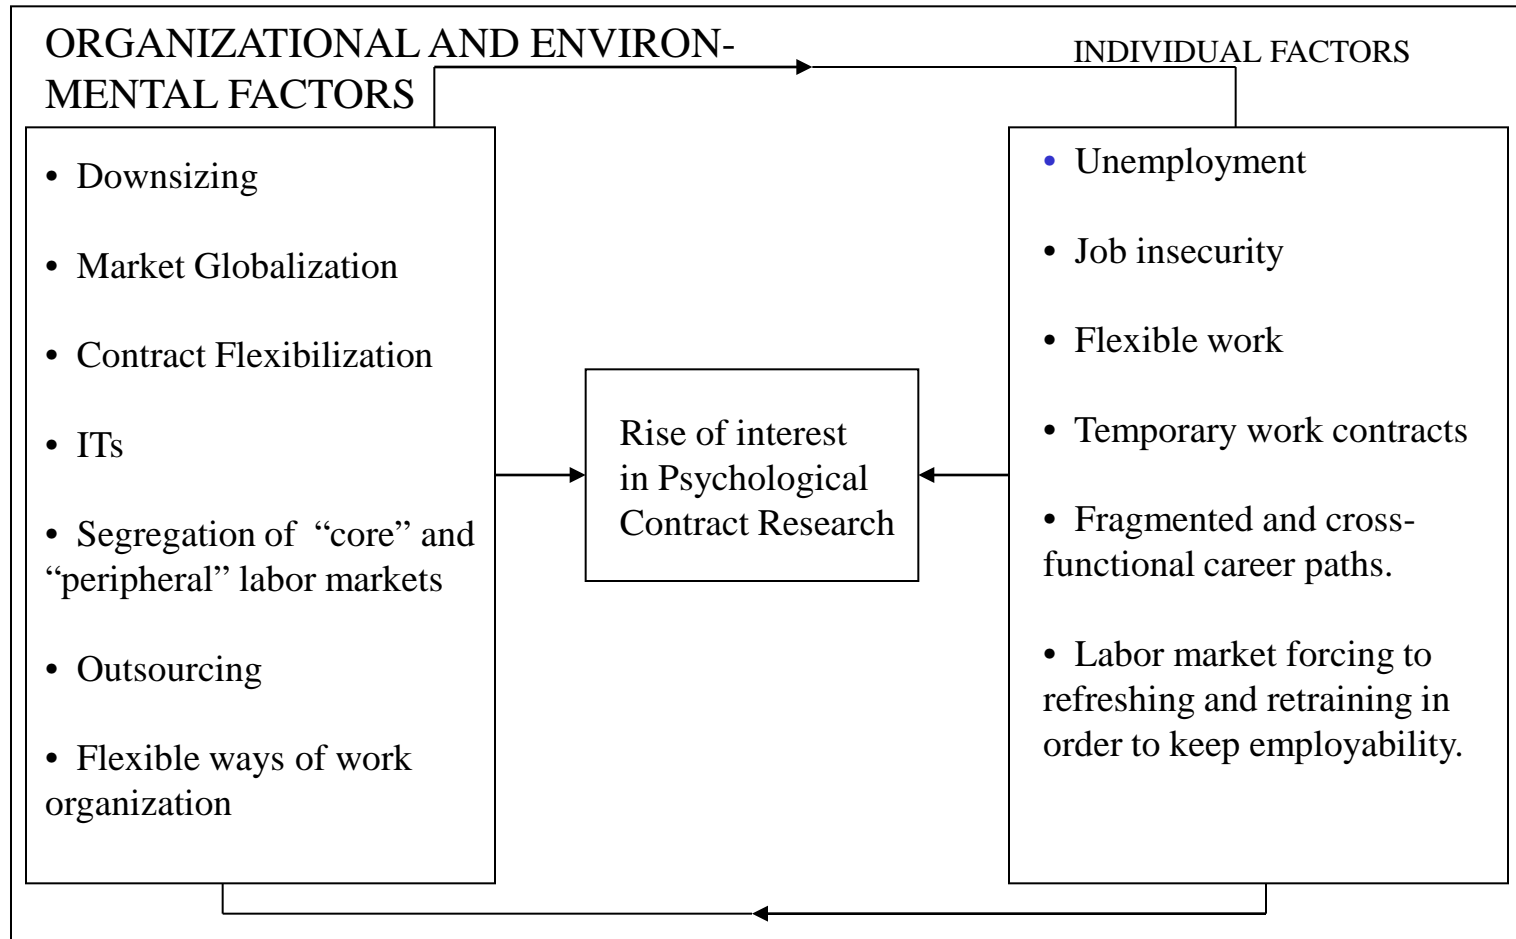 ORGANIZATIONAL AND ENVIRON-
MENTAL FACTORS
• Downsizing
• Market Globalization
• Contract Flexibilization
• ITs
• Segregation of “core” and
“peripheral” labor markets
• Outsourcing
• Flexible ways of work
organization
Rise of interest
in Psychological
Contract Research
INDIVIDUAL FACTORS
• Unemployment
• Job insecurity
• Flexible work
• Temporary work contracts
• Fragmented and cross-
functional career paths.
• Labor market forcing to
refreshing and retraining in
order to keep employability.